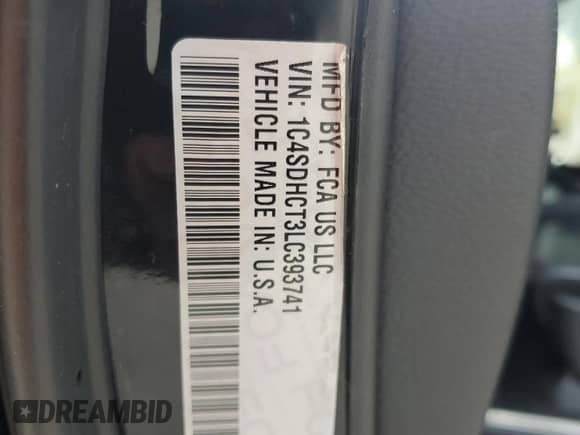 MFD BY: FCA US LLC
VIN: 1C4SDHCT3LC393741
VEHICLE MADE IN: U.S.A.
DREAMBID